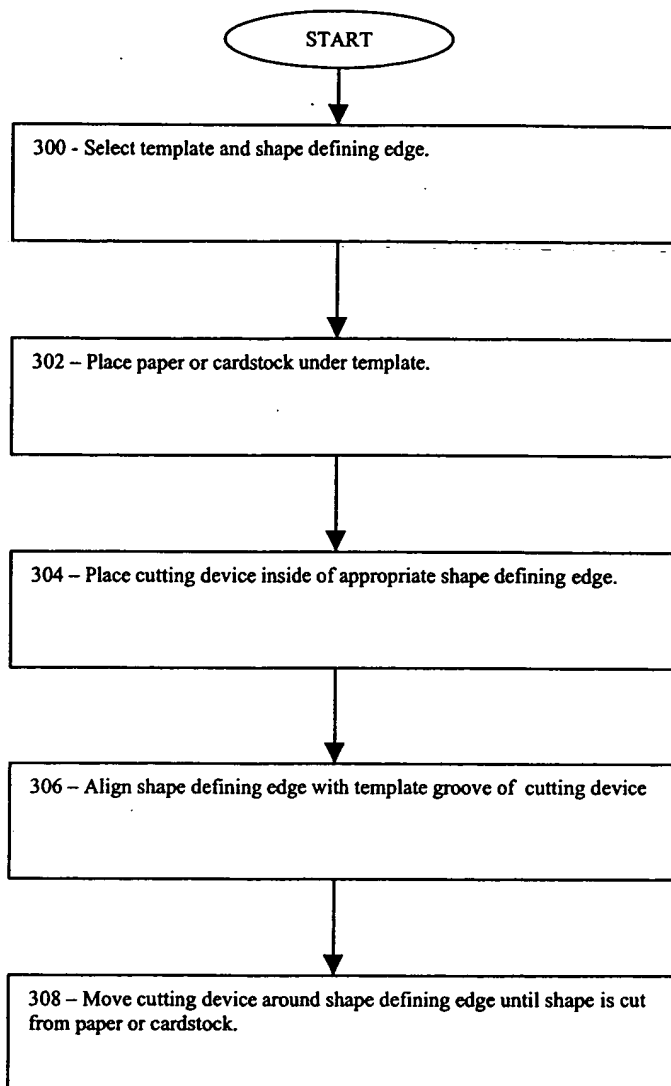 START
300 - Select template and shape defining edge.
302 – Place paper or cardstock under template.
304 – Place cutting device inside of appropriate shape defining edge.
306 – Align shape defining edge with template groove of cutting device
308 – Move cutting device around shape defining edge until shape is cut
from paper or cardstock.